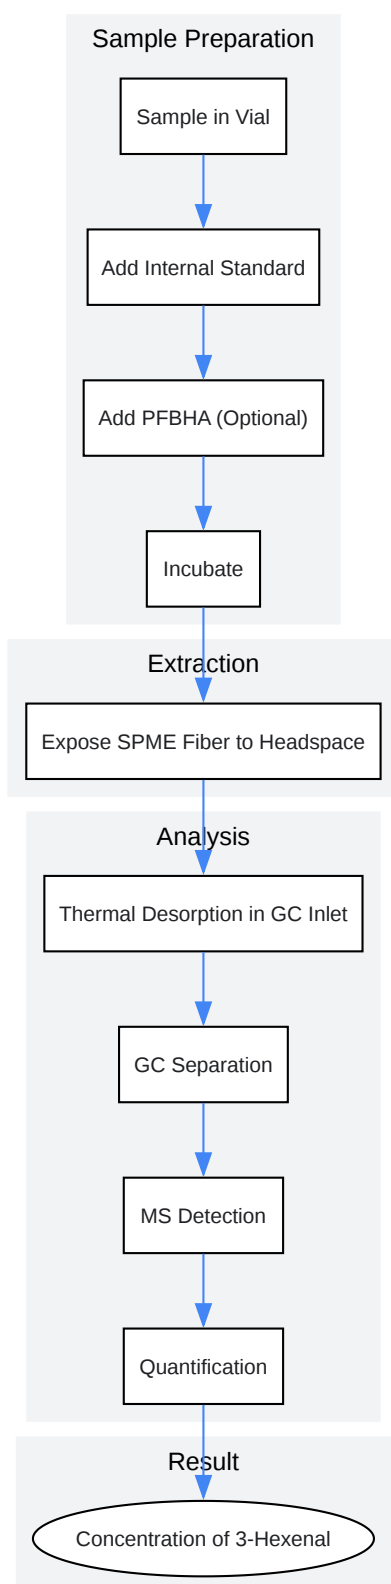 Sample Preparation
Sample in Vial
Add Internal Standard
Add PFBHA (Optional)
Incubate
Extraction
Expose SPME Fiber to Headspace
Analysis
Thermal Desorption in GC Inlet
GC Separation
MS Detection
Quantification
Result
Concentration of 3-Hexenal